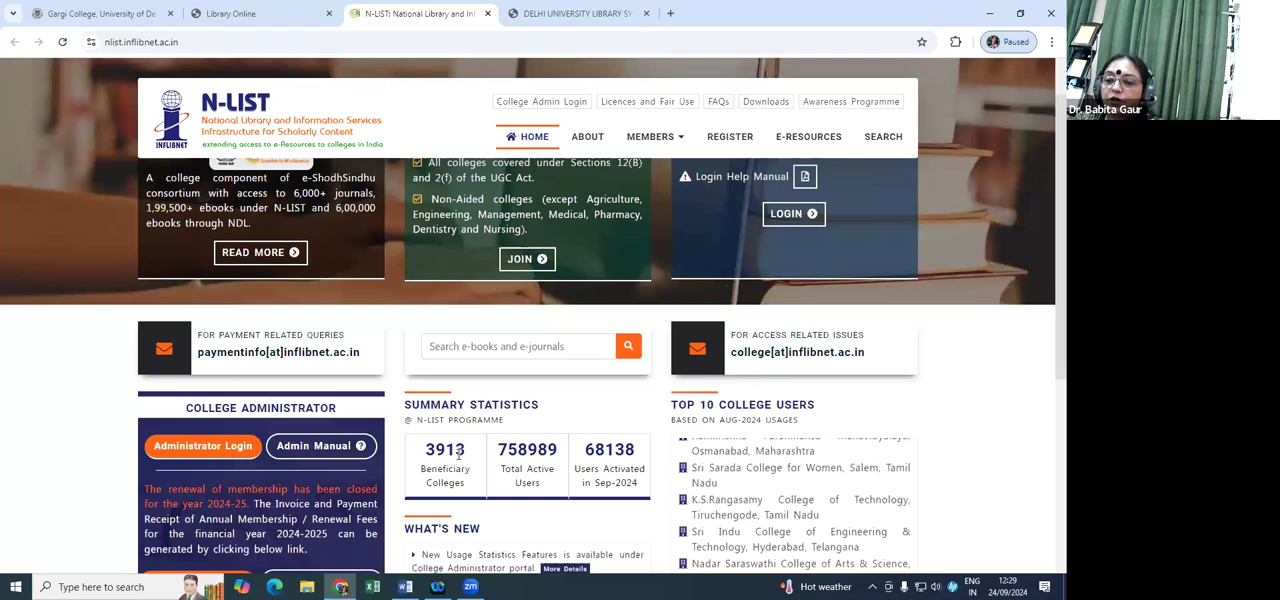 Gargi College, University of De
Library Online
N-LIST: National Library and In
DELHI UNIVERSITY LIBRARY SY
nlist.inflibnet.ac.in
Paused
Dr. Babita Gaur
INFLIBNET
N-LIST
National Library and Information Services
Infrastructure for Scholarly Content
extending access to e-Resources to colleges in India
College Admin Login
Licences and Fair Use
FAQs
Downloads
Awareness Programme
HOME
ABOUT
MEMBERS
REGISTER
E-RESOURCES
SEARCH
A college component of e-ShodhSindhu
consortium with access to 6,000+ journals,
1,99,500+ ebooks under N-LIST and 6,00,000
ebooks through NDL.
READ MORE
All colleges covered under Sections 12(B)
and 2(f) of the UGC Act.
Non-Aided colleges (except Agriculture,
Engineering, Management, Medical, Pharmacy,
Dentistry and Nursing).
JOIN
Login Help Manual
LOGIN
FOR PAYMENT RELATED QUERIES
paymentinfo[at]inflibnet.ac.in
Search e-books and e-journals
FOR ACCESS RELATED ISSUES
college[at]inflibnet.ac.in
COLLEGE ADMINISTRATOR
Administrator Login
Admin Manual
The renewal of membership has been closed
for the year 2024-25. The Invoice and Payment
Receipt of Annual Membership / Renewal Fees
for the financial year 2024-2025 can be
generated by clicking below link.
SUMMARY STATISTICS
@ N-LIST PROGRAMME
3913
Beneficiary
Colleges
758989
Total Active
Users
68138
Users Activated
in Sep-2024
WHAT'S NEW
New Usage Statistics Features is available under
College Administrator portal. More Details
TOP 10 COLLEGE USERS
BASED ON AUG-2024 USAGES
Osmanabad, Maharashtra
Sri Sarada College for Women, Salem, Tamil
Nadu
K.S.Rangasamy College of Technology,
Tiruchengode, Tamil Nadu
Sri Indu College of Engineering &
Technology, Hyderabad, Telangana
Nadar Saraswathi College of Arts & Science,
Type here to search
Hot weather
ENG
IN
12:29
24/09/2024